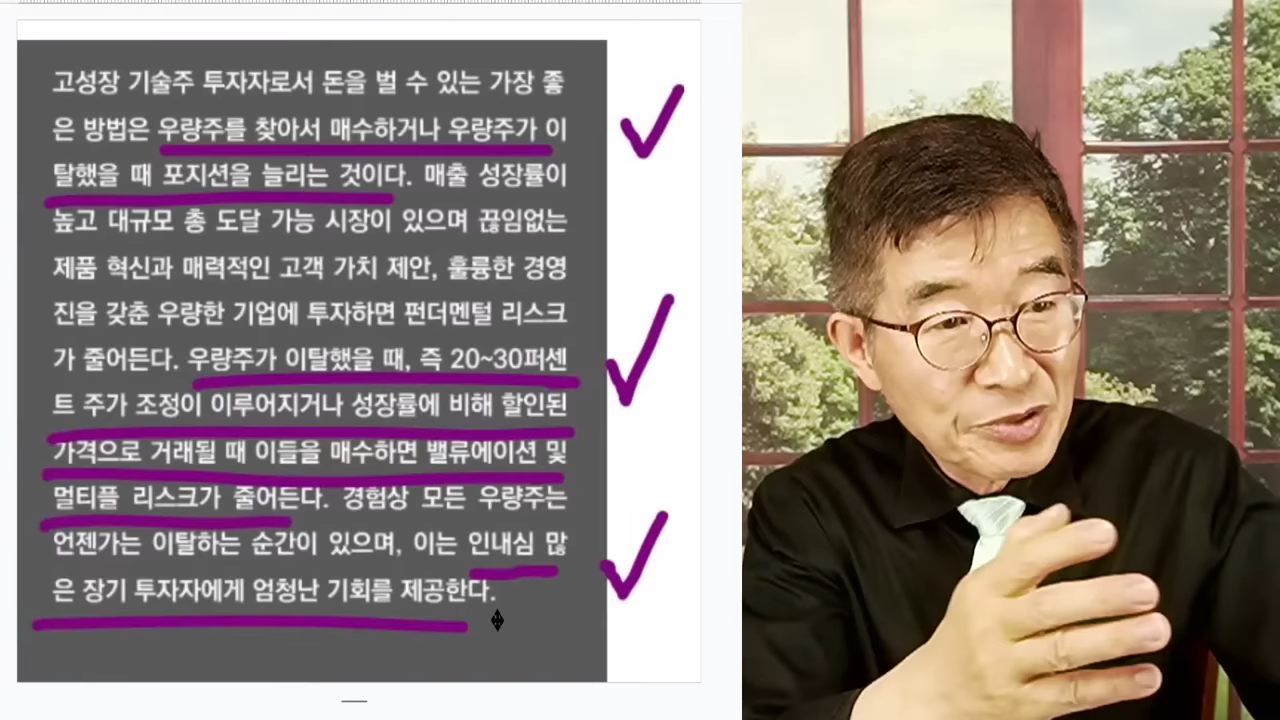 고성장 기술주 투자자로서 돈을 벌 수 있는 가장 좋
은 방법은 우량주를 찾아서 매수하거나 우량주가 이
탈했을 때 포지션을 늘리는 것이다. 매출 성장률이
높고 대규모 총 도달 가능 시장이 있으며 끊임없는
제품 혁신과 매력적인 고객 가치 제안, 훌륭한 경영
진을 갖춘 우량한 기업에 투자하면 펀더멘털 리스크
가 줄어든다. 우량주가 이탈했을 때, 즉 20~30퍼센
트 주가 조정이 이루어지거나 성장률에 비해 할인된
가격으로 거래될 때 이들을 매수하면 밸류에이션 및
멀티플 리스크가 줄어든다. 경험상 모든 우량주는
언젠가는 이탈하는 순간이 있으며, 이는 인내심 많
은 장기 투자자에게 엄청난 기회를 제공한다.